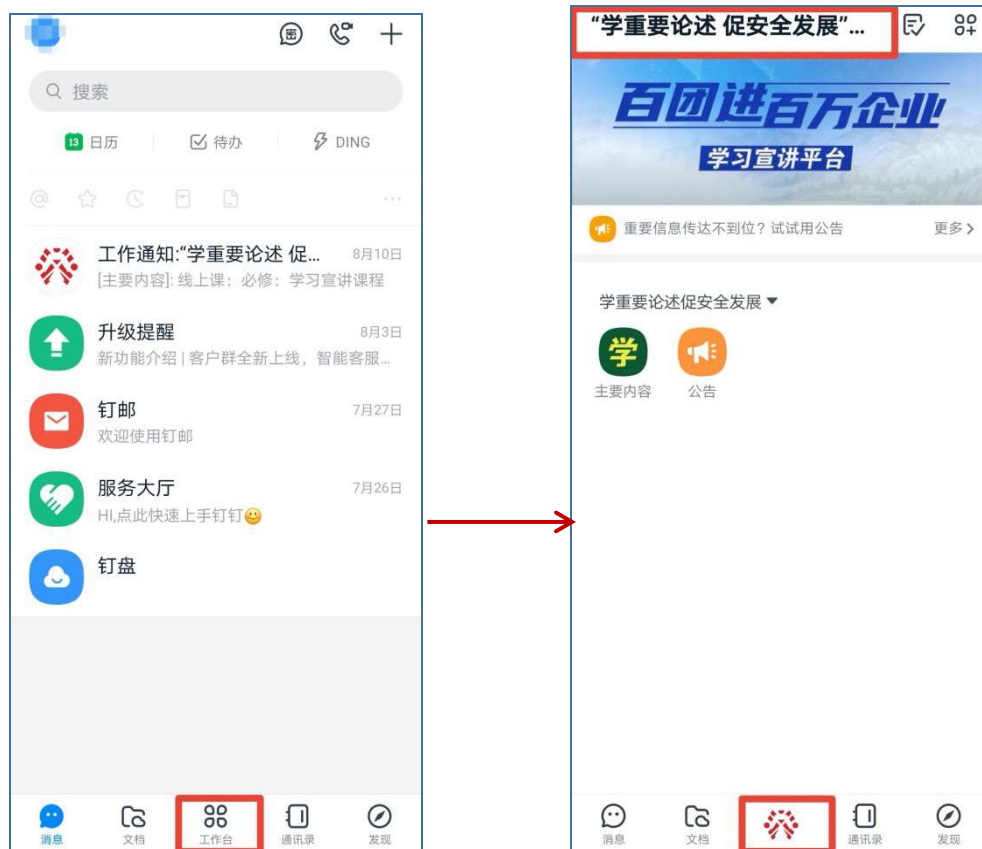 密
搜索
13 日历
待办
DING
工作通知:“学重要论述 促... 8月10日
[主要内容]: 线上课：必修：学习宣讲课程
升级提醒 8月3日
新功能介绍 | 客户群全新上线，智能客服...
钉邮 7月27日
欢迎使用钉邮
服务大厅 7月26日
HI,点此快速上手钉钉😀
钉盘
消息
文档
工作台
通讯录
发现
“学重要论述 促安全发展”...
百团进百万企业
学习宣讲平台
重要信息传达不到位？试试用公告 更多 >
学重要论述促安全发展
学
主要内容
公告
消息
文档
通讯录
发现